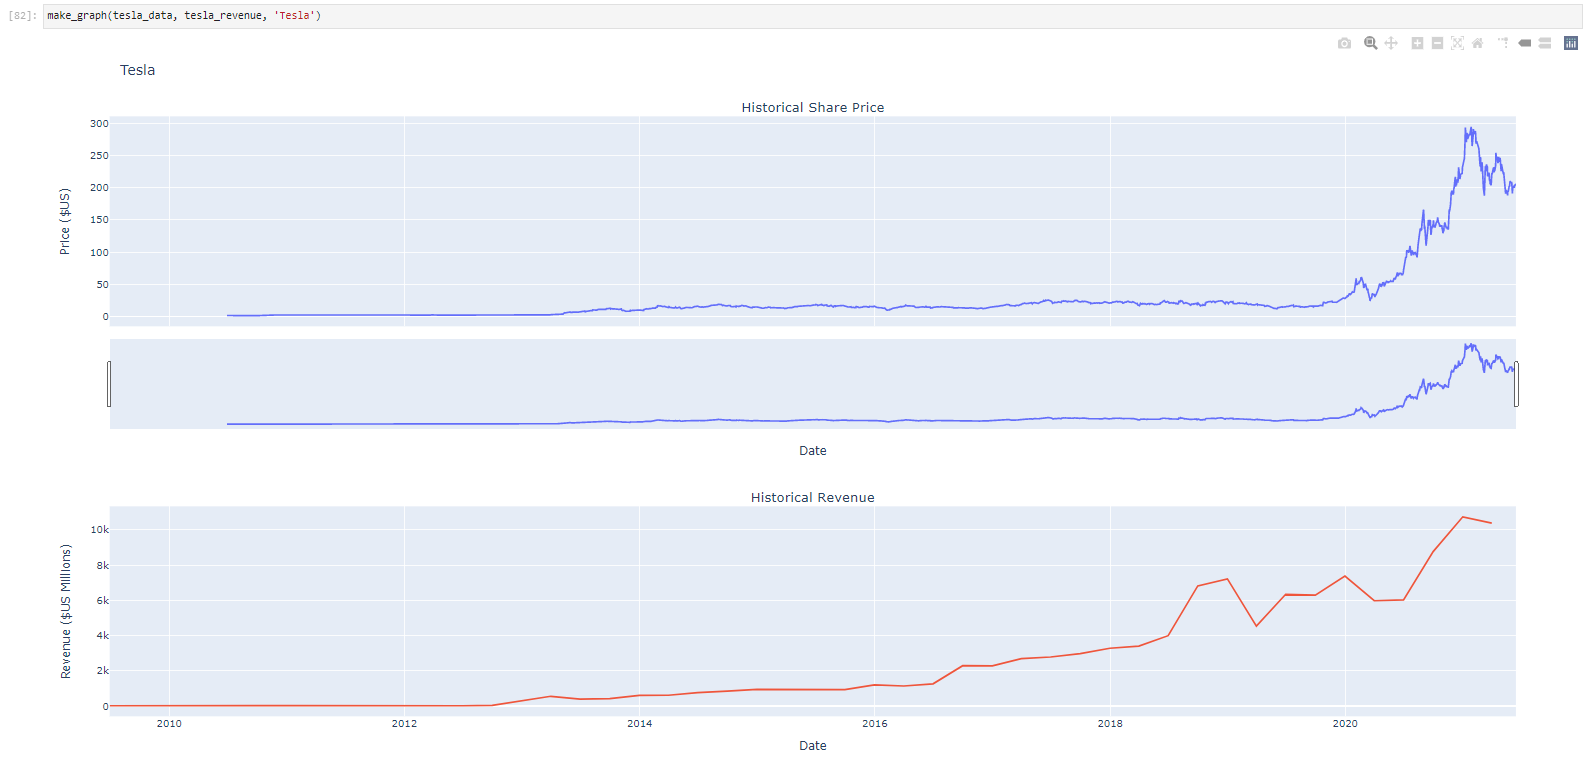 [82]: make_graph(tesla_data, tesla_revenue, 'Tesla')
Tesla
Historical Share Price
300
250
200
150
100
50
0
Price ($US)
Date
Historical Revenue
10k
8k
6k
4k
2k
0
Revenue ($US Millions)
2010 2012 2014 2016 2018 2020
Date